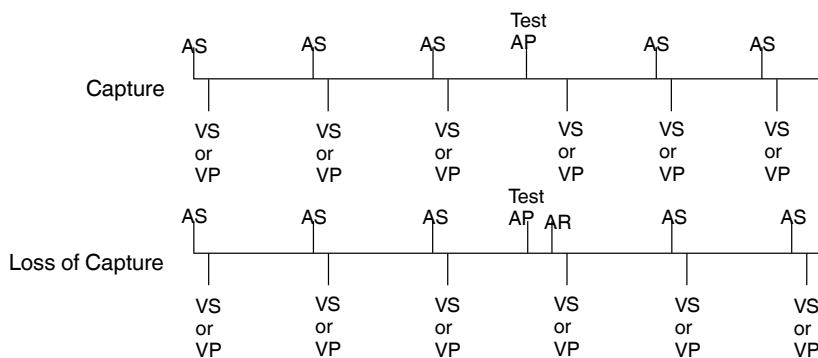 Test
AS AS AS AP AS AS
Capture
VS VS VS VS VS VS
or or or or or or
VP VP VP VP VP VP
Test
AS AS AS AP AR AS AS
Loss of Capture
VS VS VS VS VS VS
or or or or or or
VP VP VP VP VP VP